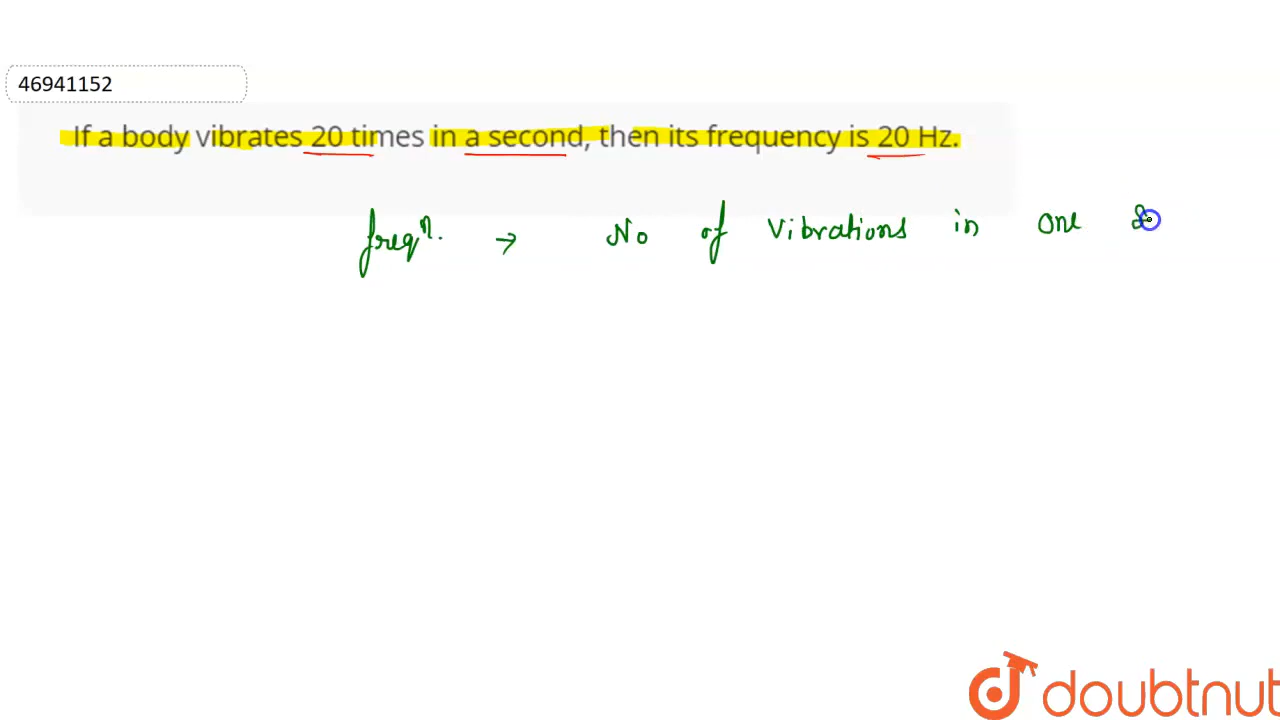 46941152
If a body vibrates 20 times in a second, then its frequency is 20 Hz.
freqⁿ. → No of Vibrations in one
doubtnut